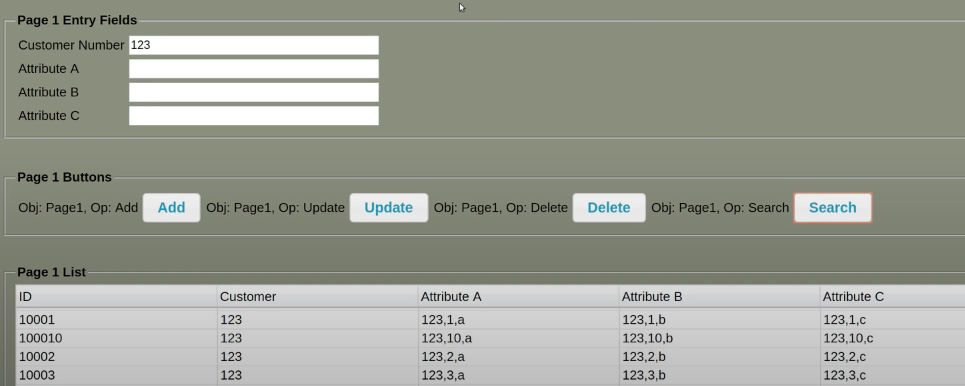 Page 1 Entry Fields
Customer Number 123
Attribute A
Attribute B
Attribute C
Page 1 Buttons
Obj: Page1, Op: Add Add Obj: Page1, Op: Update Update Obj: Page1, Op: Delete Delete Obj: Page1, Op: Search Search
Page 1 List
ID Customer Attribute A Attribute B Attribute C
10001 123 123,1,a 123,1,b 123,1,c
100010 123 123,10,a 123,10,b 123,10,c
10002 123 123,2,a 123,2,b 123,2,c
10003 123 123,3,a 123,3,b 123,3,c